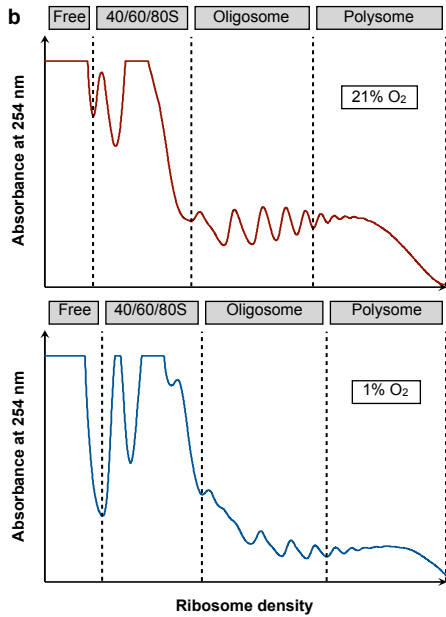 b
Free 40/60/80S Oligosome Polysome
21% O₂
Absorbance at 254 nm
Free 40/60/80S Oligosome Polysome
1% O₂
Absorbance at 254 nm
Ribosome density